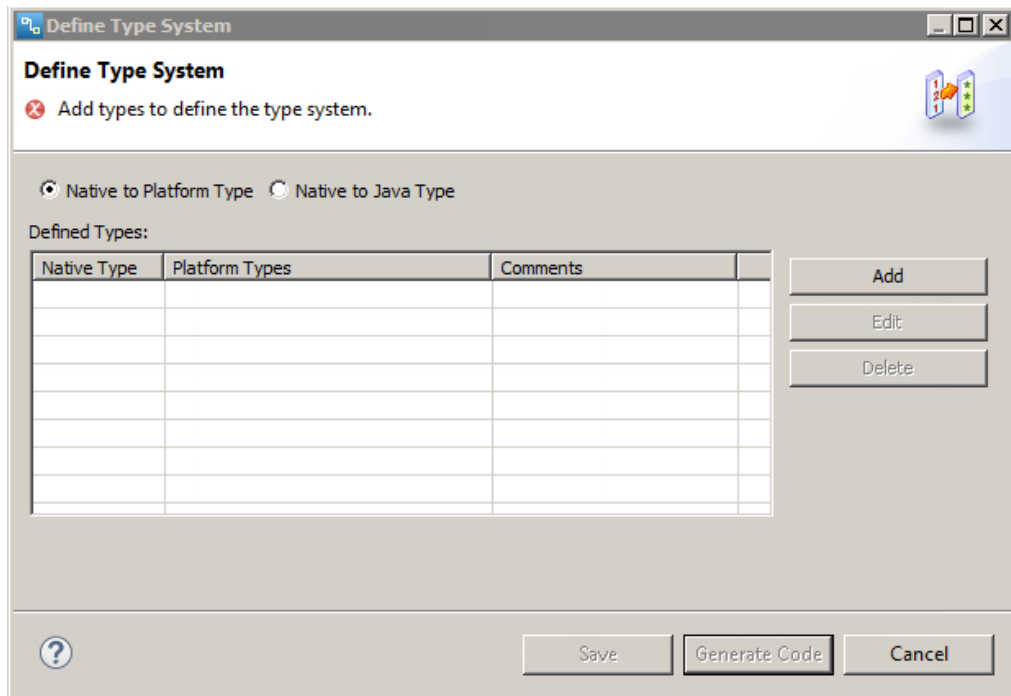 Define Type System
Define Type System
Add types to define the type system.
Native to Platform Type Native to Java Type
Defined Types:
Native Type Platform Types Comments
Add
Edit
Delete
? Save Generate Code Cancel